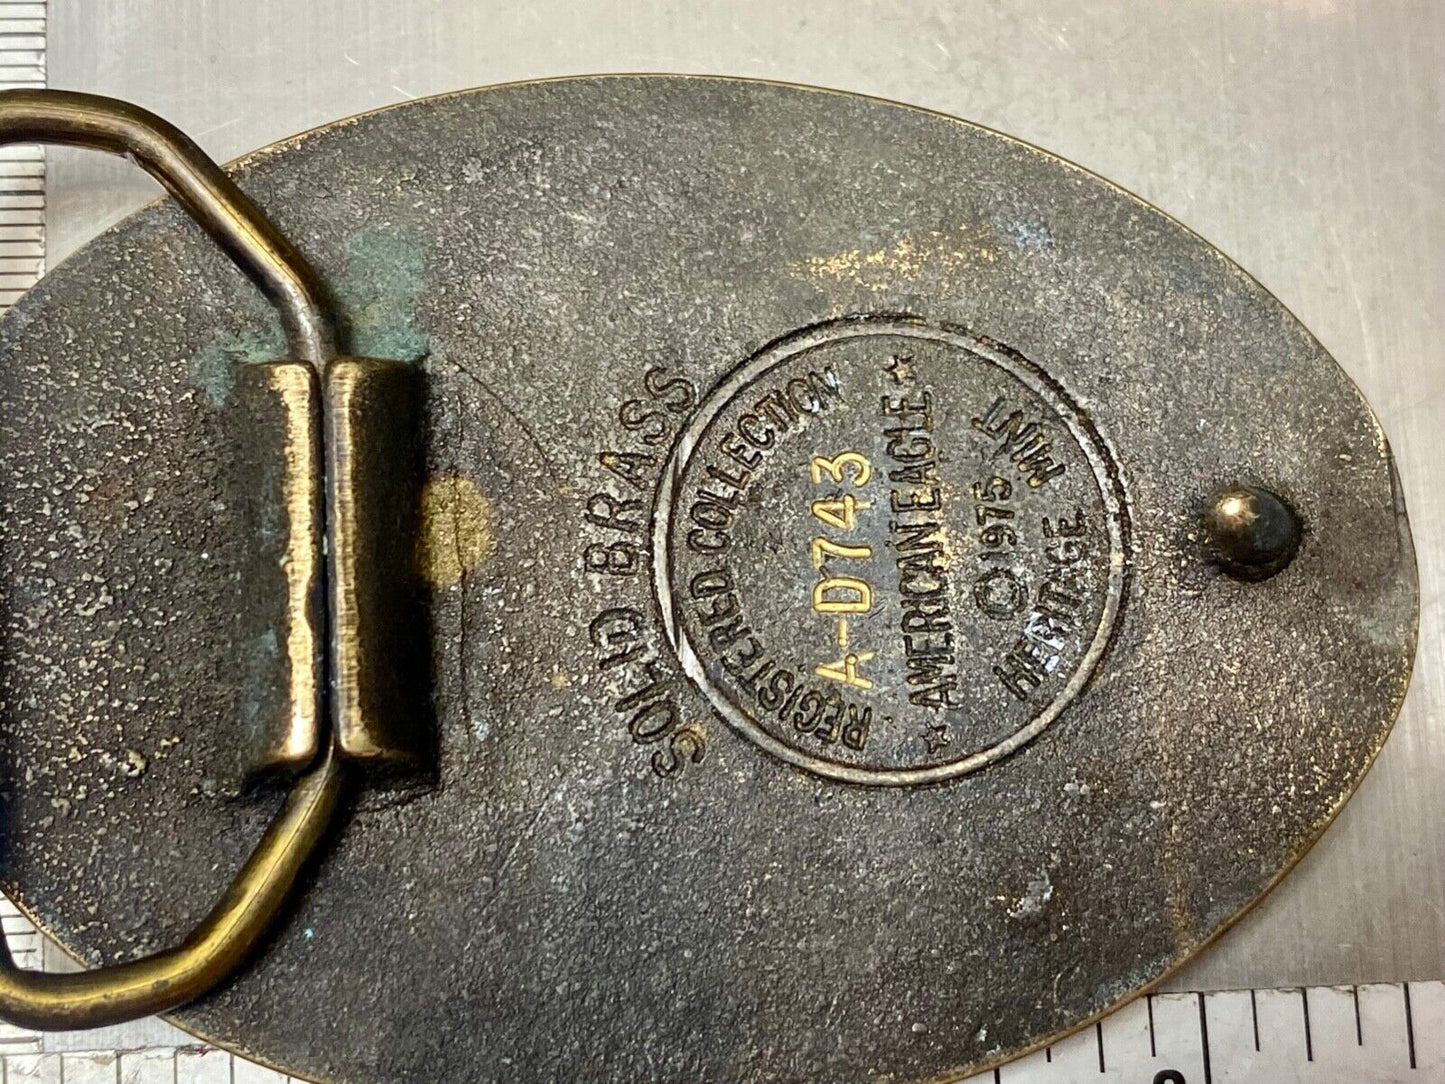 SOLID BRASS
REGISTERED COLLECTION
A-D743
★ AMERICAN EAGLE ★
© 1975
HERITAGE MINT